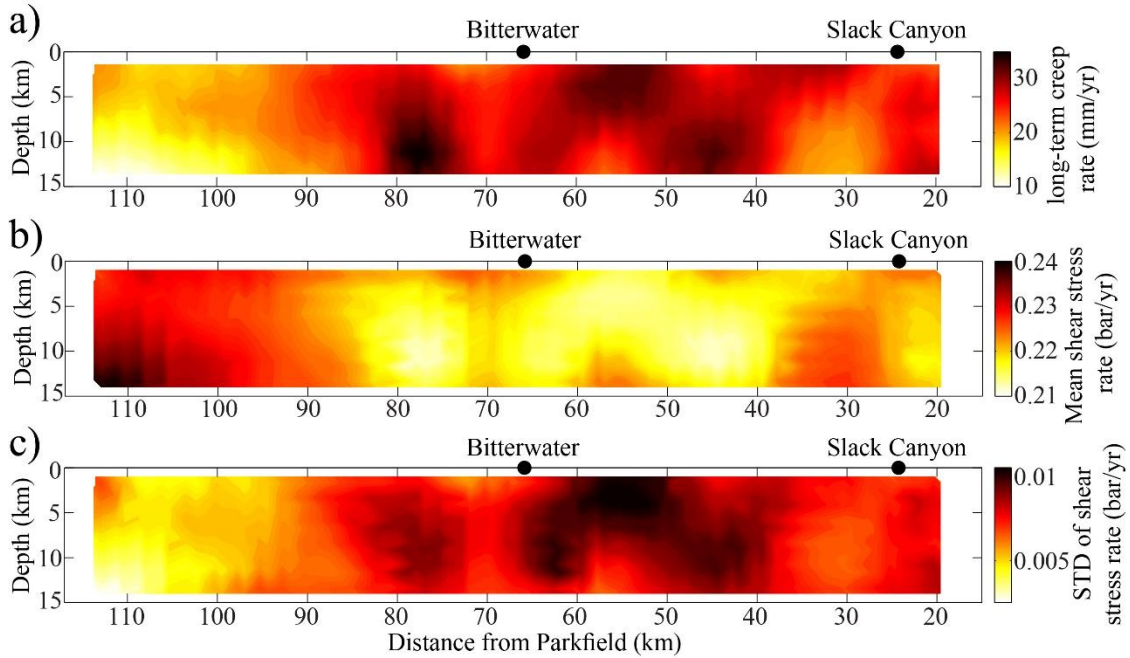 a)
Bitterwater
Slack Canyon
0
5
10
15
Depth (km)
110 100 90 80 70 60 50 40 30 20
30
20
10
long-term creep
rate (mm/yr)
b)
Bitterwater
Slack Canyon
0
5
10
15
Depth (km)
110 100 90 80 70 60 50 40 30 20
0.24
0.23
0.22
0.21
Mean shear stress
rate (bar/yr)
c)
Bitterwater
Slack Canyon
0
5
10
15
Depth (km)
110 100 90 80 70 60 50 40 30 20
Distance from Parkfield (km)
0.01
0.005
STD of shear
stress rate (bar/yr)